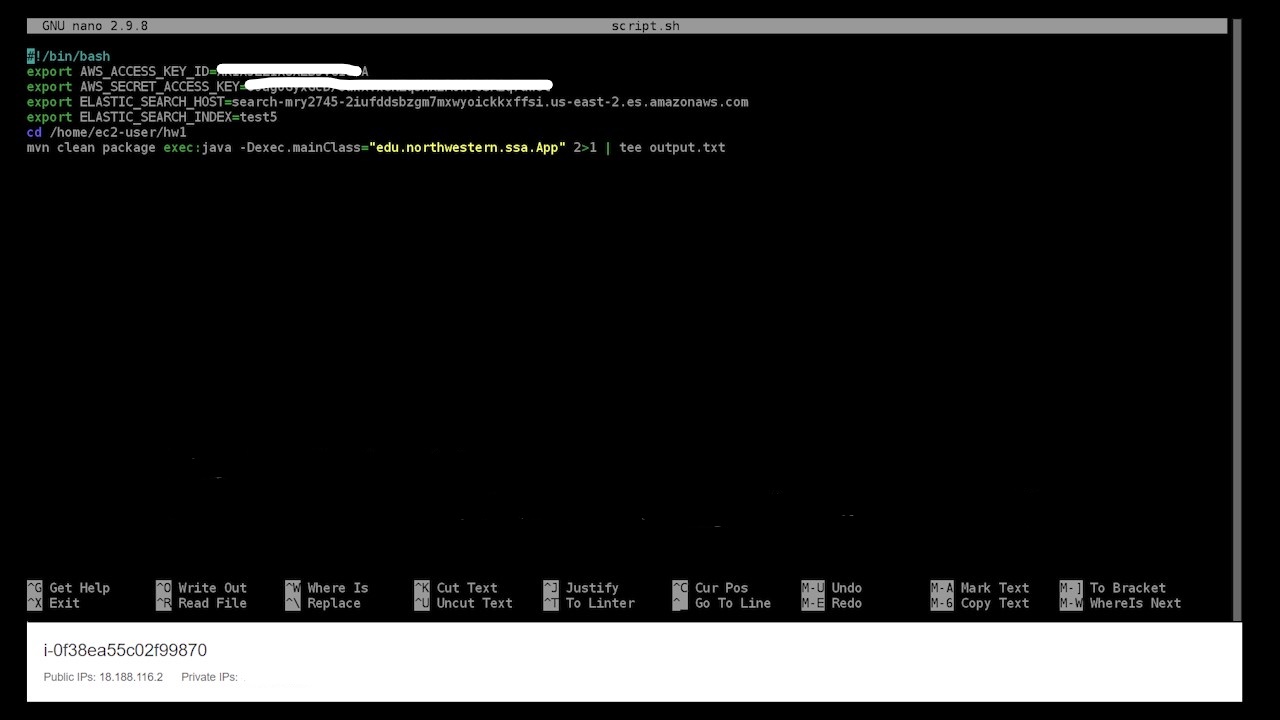 GNU nano 2.9.8 script.sh
#!/bin/bash
export AWS_ACCESS_KEY_ID=
export AWS_SECRET_ACCESS_KEY=
export ELASTIC_SEARCH_HOST=search-mry2745-2iufddsbzgm7mxwyoickkxffsi.us-east-2.es.amazonaws.com
export ELASTIC_SEARCH_INDEX=test5
cd /home/ec2-user/hw1
mvn clean package exec:java -Dexec.mainClass="edu.northwestern.ssa.App" 2>1 | tee output.txt
^G Get Help ^O Write Out ^W Where Is ^K Cut Text ^J Justify ^C Cur Pos M-U Undo M-A Mark Text M-] To Bracket
^X Exit ^R Read File ^\ Replace ^U Uncut Text ^T To Linter ^_ Go To Line M-E Redo M-6 Copy Text M-W WhereIs Next
i-0f38ea55c02f99870
Public IPs: 18.188.116.2 Private IPs: